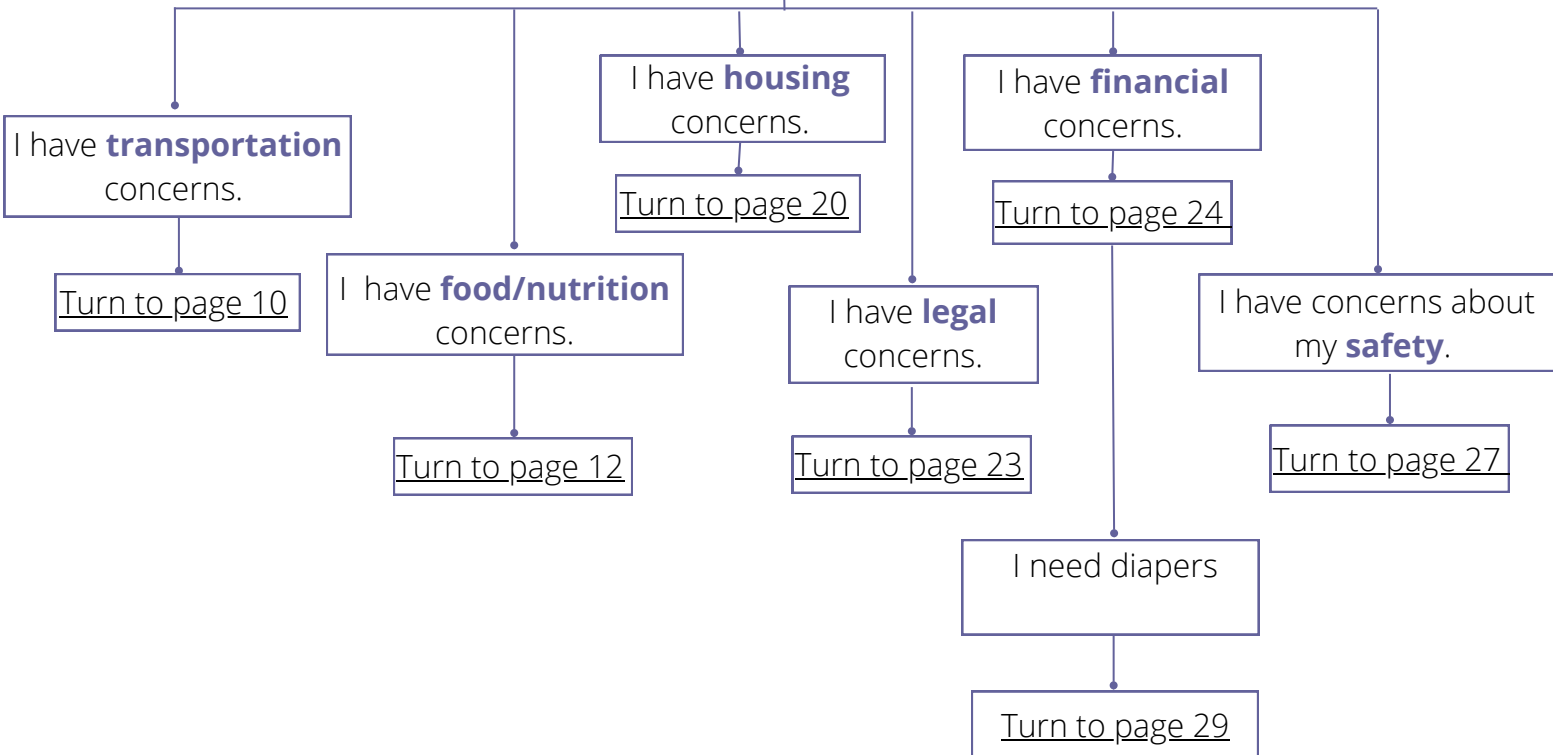 I have transportation
concerns.
Turn to page 10
I have food/nutrition
concerns.
Turn to page 12
I have housing
concerns.
Turn to page 20
I have legal
concerns.
Turn to page 23
I have financial
concerns.
Turn to page 24
I need diapers
Turn to page 29
I have concerns about
my safety.
Turn to page 27